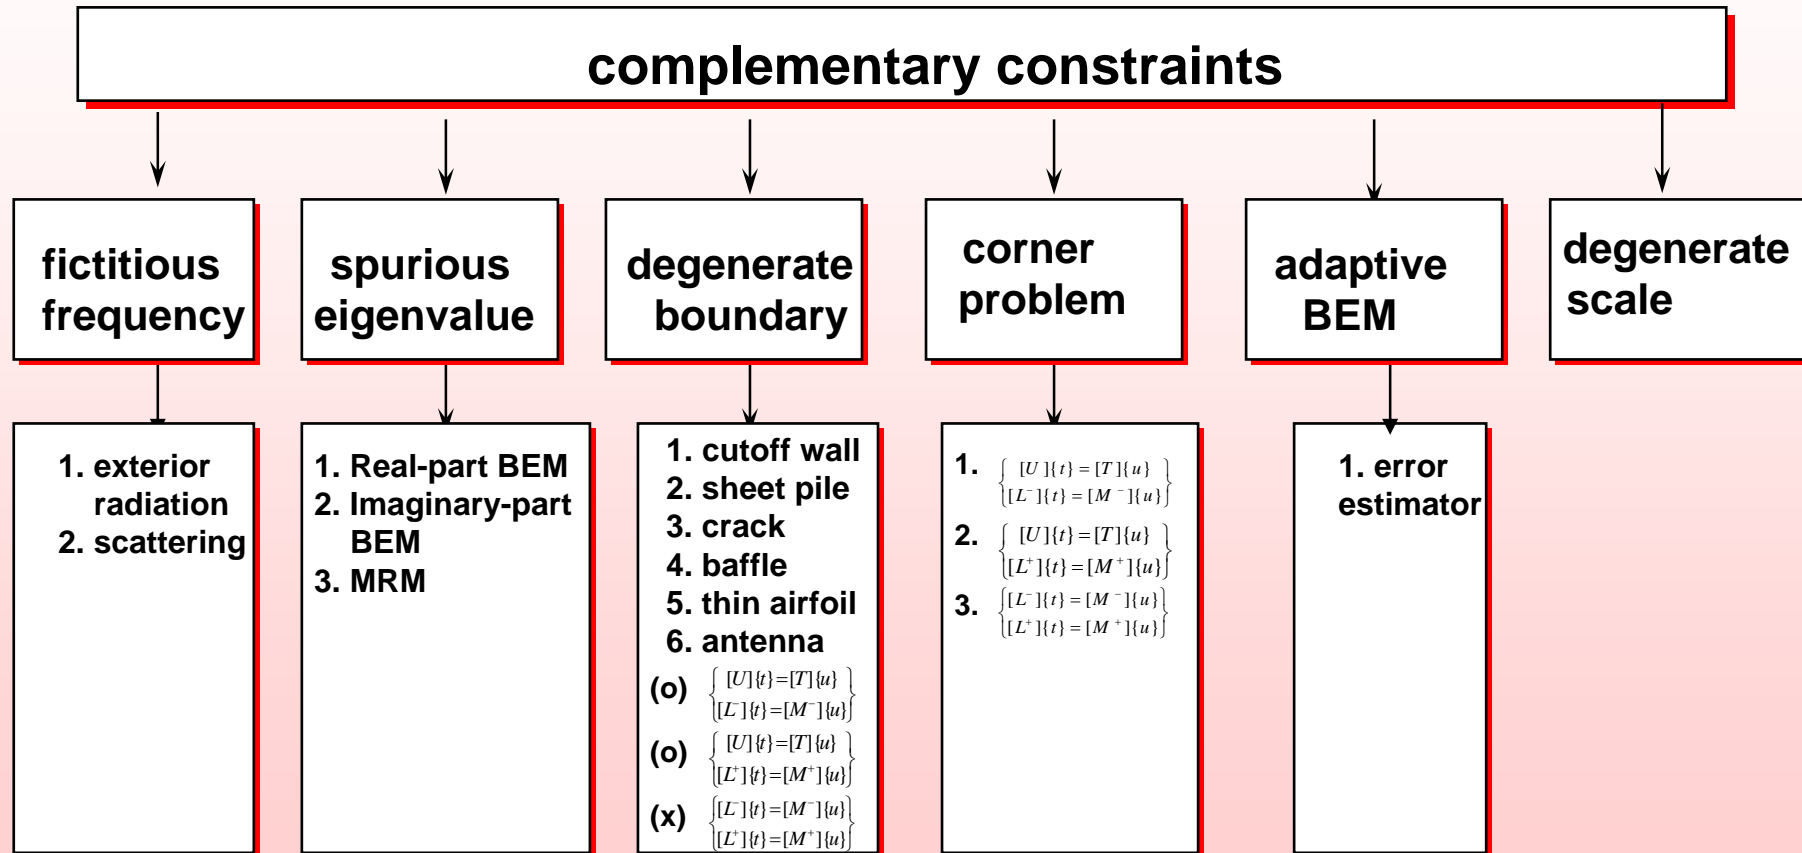 complementary constraints
fictitious
frequency
spurious
eigenvalue
degenerate
boundary
corner
problem
adaptive
BEM
degenerate
scale
1. exterior
radiation
2. scattering
1. Real-part BEM
2. Imaginary-part
BEM
3. MRM
1. cutoff wall
2. sheet pile
3. crack
4. baffle
5. thin airfoil
6. antenna
(o) { [U]{t}=[T]{u}
[L⁻]{t}=[M⁻]{u} }
(o) { [U]{t}=[T]{u}
[L⁺]{t}=[M⁺]{u} }
(x) { [L⁻]{t}=[M⁻]{u}
[L⁺]{t}=[M⁺]{u} }
1. { [U]{t} = [T]{u}
[L⁻]{t} = [M⁻]{u} }
2. { [U]{t} = [T]{u}
[L⁺]{t} = [M⁺]{u} }
3. { [L⁻]{t} = [M⁻]{u}
[L⁺]{t} = [M⁺]{u} }
1. error
estimator